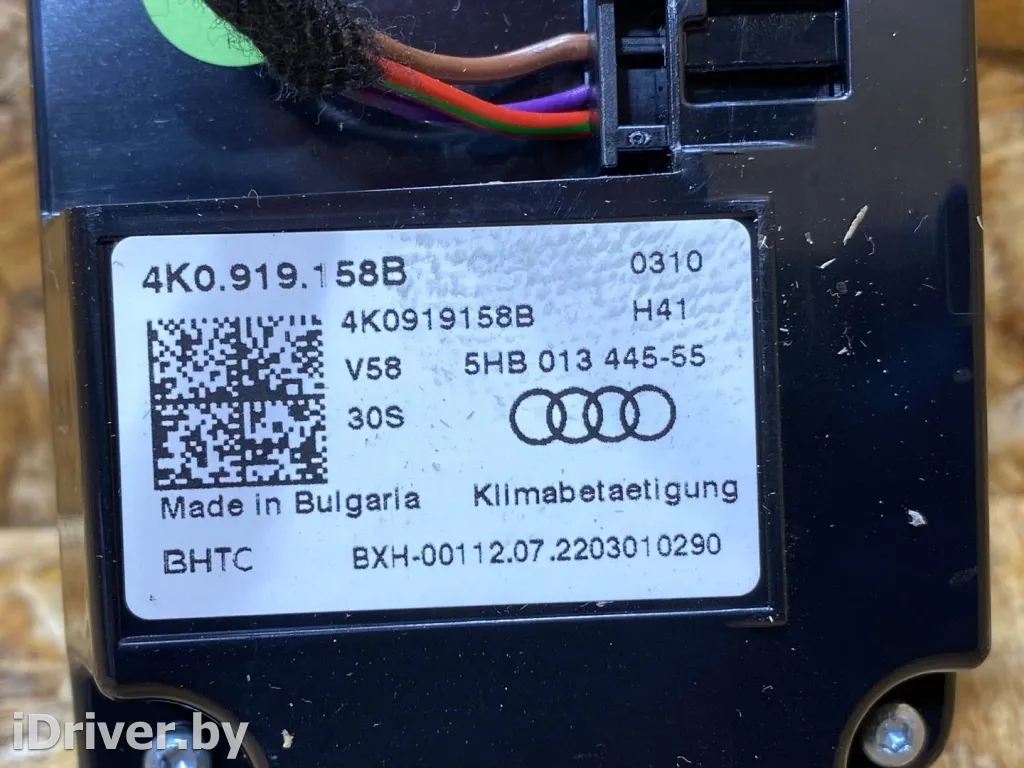 4K0.919.158B 0310
4K0919158B H41
V58 5HB 013 445-55
30S
Made in Bulgaria Klimabetaetigung
BHTC BXH-00112.07.2203010290
iDriver.by